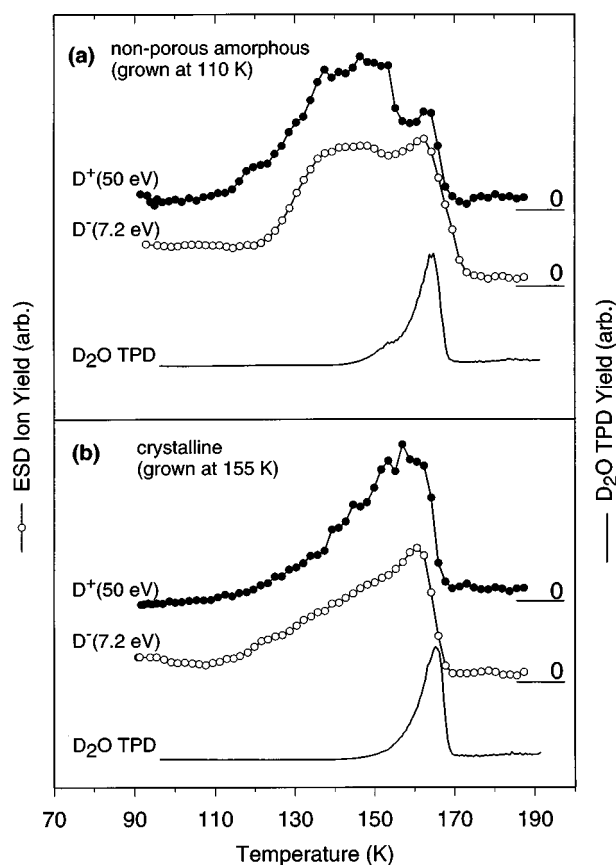 (a) non-porous amorphous
(grown at 110 K)
D⁺(50 eV)
0
D⁻(7.2 eV)
0
D₂O TPD
(b) crystalline
(grown at 155 K)
D⁺(50 eV)
0
D⁻(7.2 eV)
0
D₂O TPD
ESD Ion Yield (arb.)
D₂O TPD Yield (arb.)
70 90 110 130 150 170 190
Temperature (K)